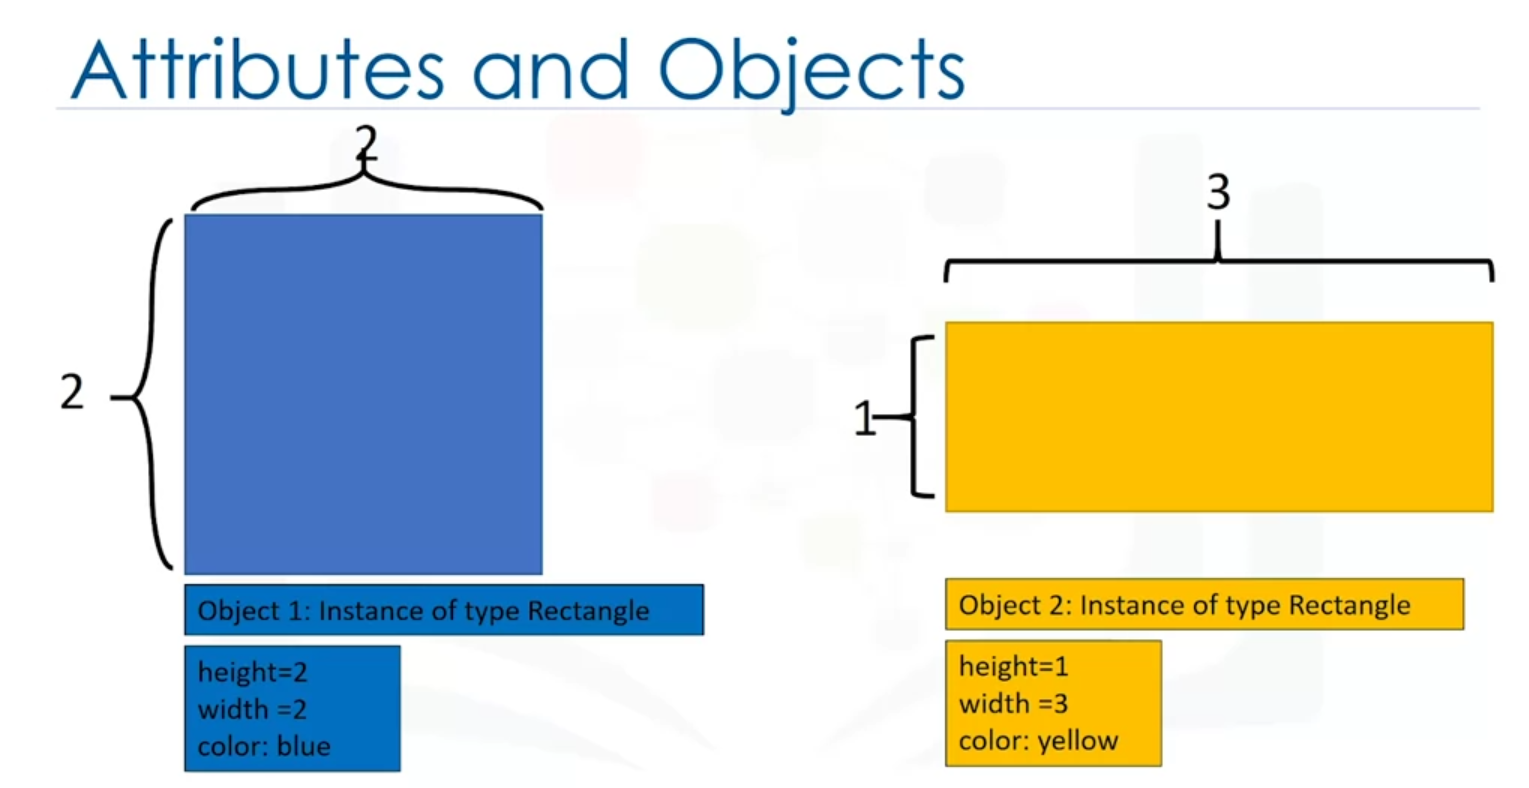 Attributes and Objects
2
2
Object 1: Instance of type Rectangle
height=2
width =2
color: blue
3
1
Object 2: Instance of type Rectangle
height=1
width =3
color: yellow